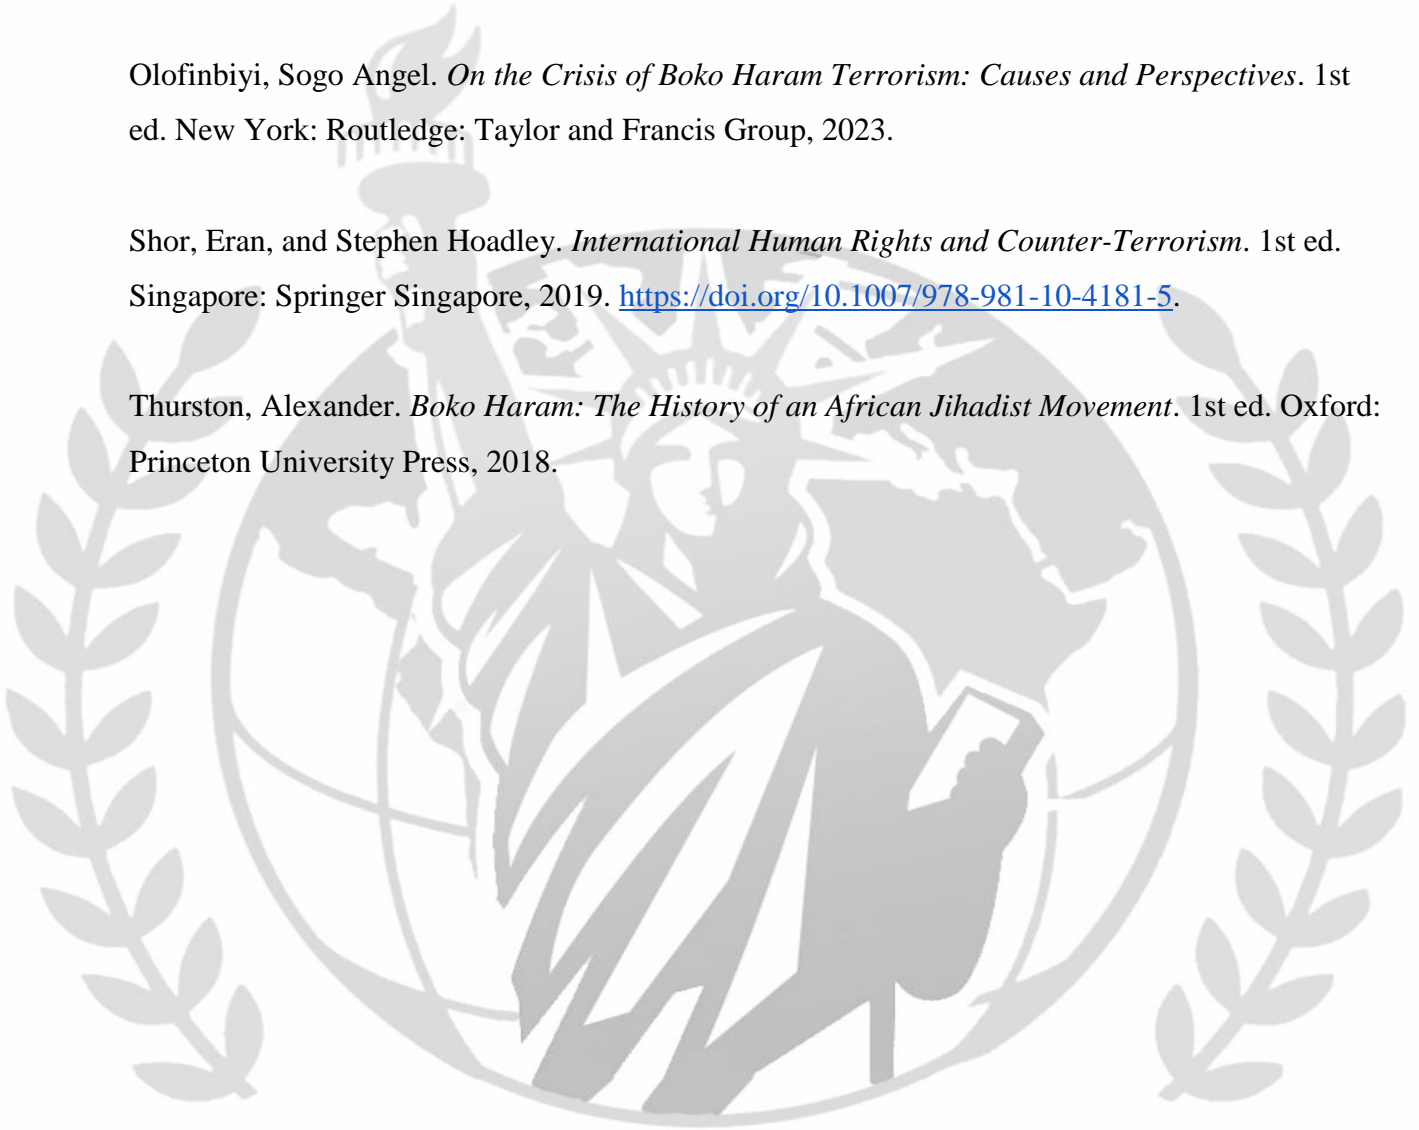 Olofinbiyi, Sogo Angel. On the Crisis of Boko Haram Terrorism: Causes and Perspectives. 1st
ed. New York: Routledge: Taylor and Francis Group, 2023.
Shor, Eran, and Stephen Hoadley. International Human Rights and Counter-Terrorism. 1st ed.
Singapore: Springer Singapore, 2019. https://doi.org/10.1007/978-981-10-4181-5.
Thurston, Alexander. Boko Haram: The History of an African Jihadist Movement. 1st ed. Oxford:
Princeton University Press, 2018.